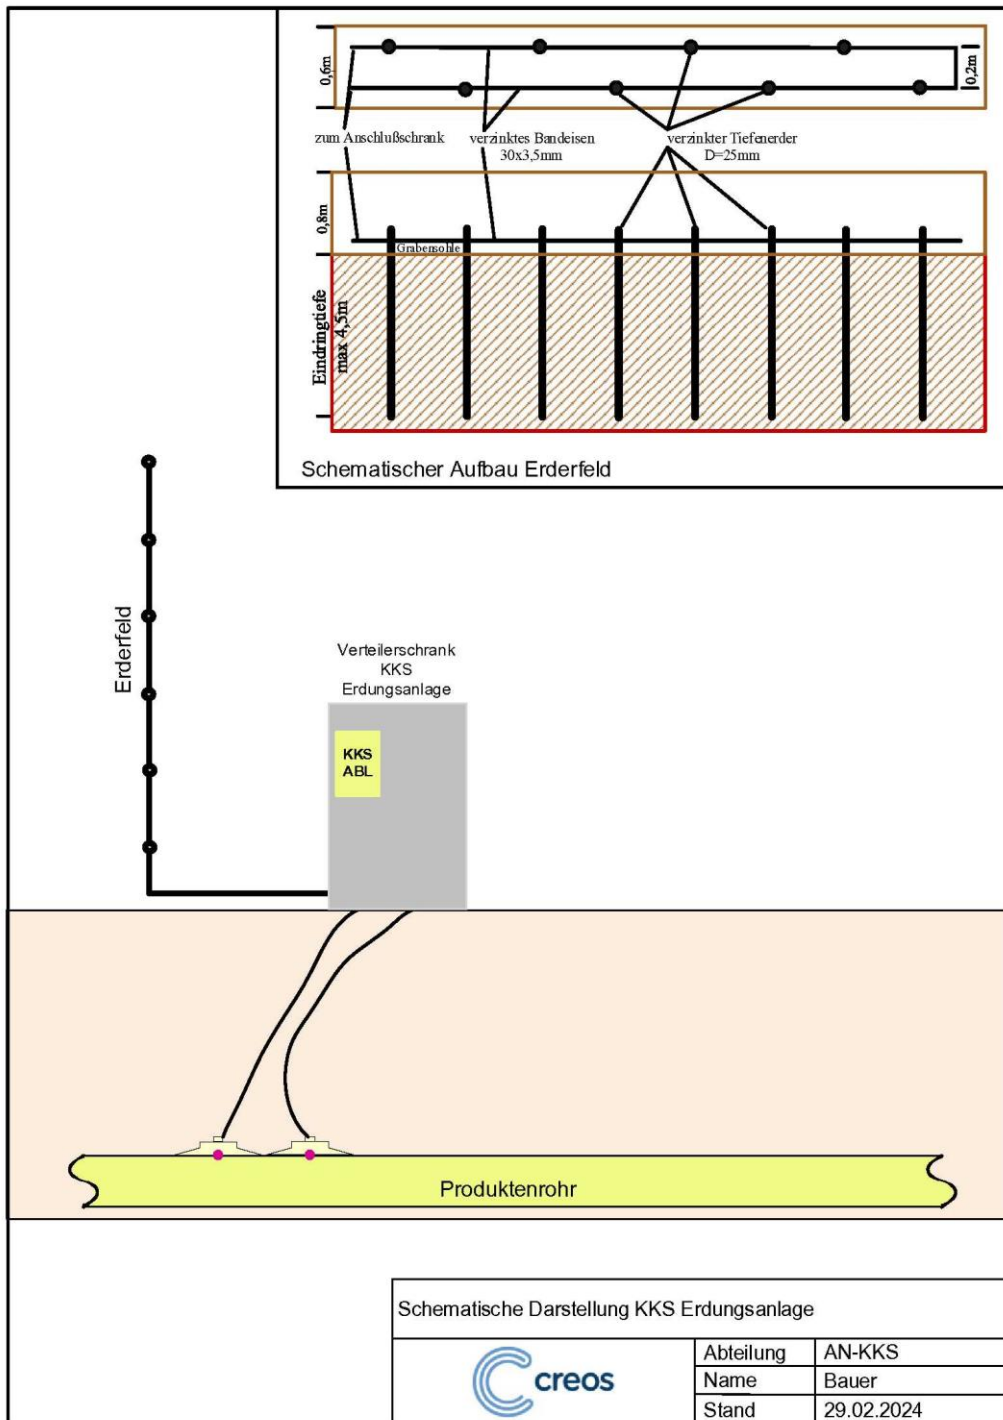 0,6m
0,2m
zum Anschlußschrank
verzinktes Bandeisen
30x3,5mm
verzinkter Tiefenerder
D=25mm
0,8m
Grabensohle
Eindringtiefe
max 4,5m
Schematischer Aufbau Erderfeld
Erderfeld
Verteilerschrank
KKS
Erdungsanlage
KKS
ABL
Produktenrohr
Schematische Darstellung KKS Erdungsanlage
creos
Abteilung AN-KKS
Name Bauer
Stand 29.02.2024